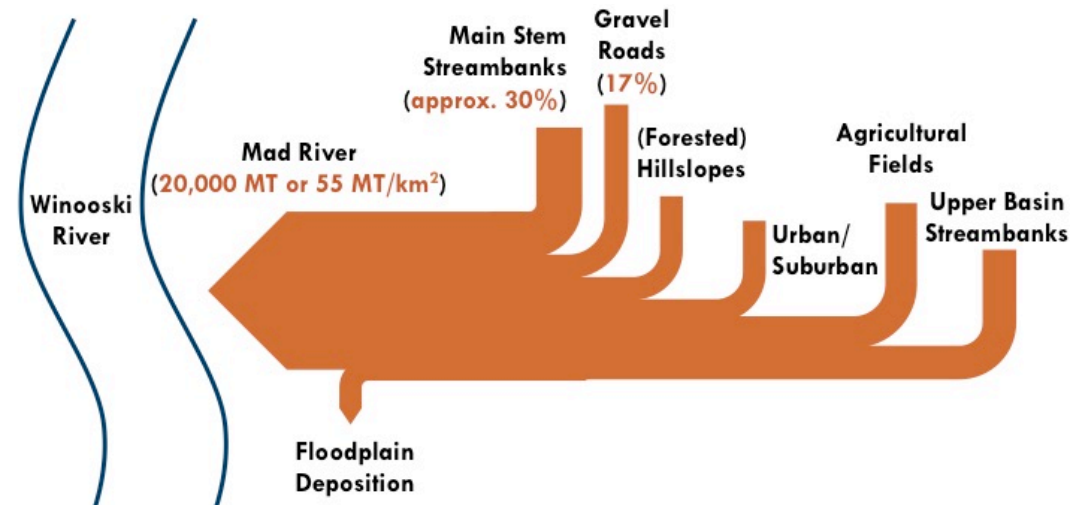 Winooski
River
Mad River
(20,000 MT or 55 MT/km²)
Main Stem
Streambanks
(approx. 30%)
Gravel
Roads
(17%)
(Forested)
Hillslopes
Urban/
Suburban
Agricultural
Fields
Upper Basin
Streambanks
Floodplain
Deposition